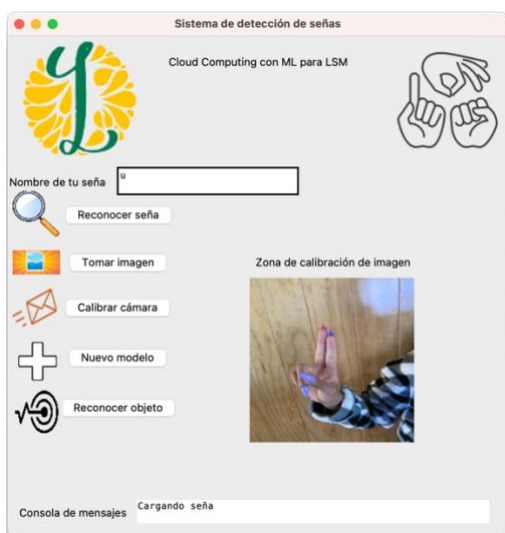 Sistema de detección de señas
Cloud Computing con ML para LSM
Nombre de tu seña
u
Reconocer seña
Tomar imagen
Zona de calibración de imagen
Calibrar cámara
Nuevo modelo
Reconocer objeto
Consola de mensajes
Cargando seña